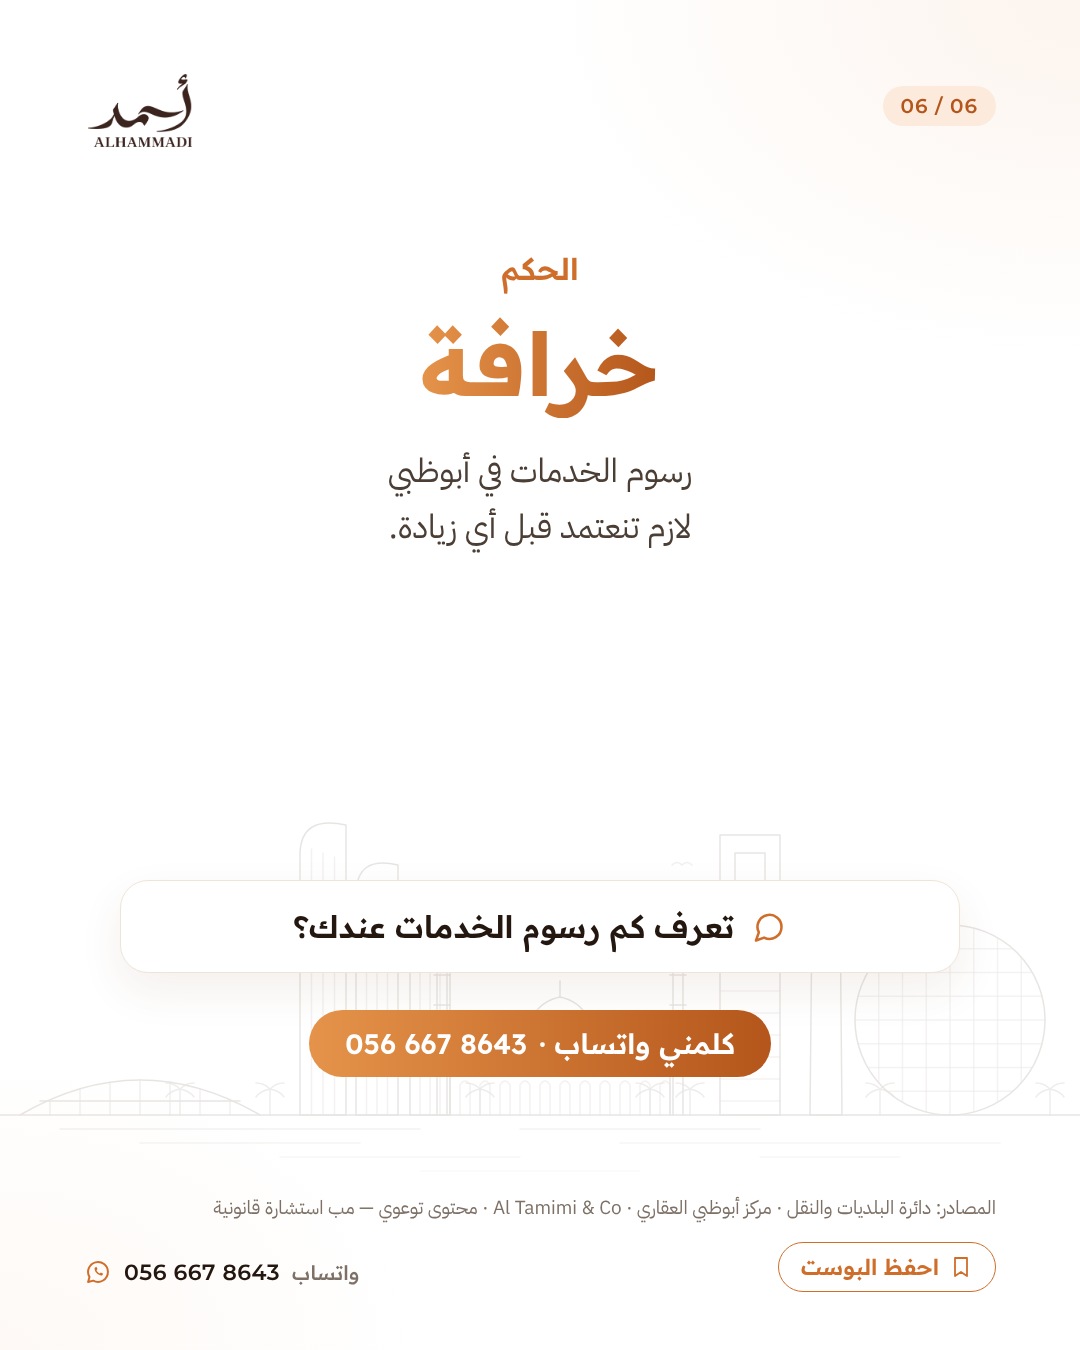 أحمد
ALHAMMADI
06 / 06
الحكم
خرافة
رسوم الخدمات في أبوظبي
لازم تنعتمد قبل أي زيادة.
تعرف كم رسوم الخدمات عندك؟
كلمني واتساب · 056 667 8643
المصادر: دائرة البلديات والنقل · مركز أبوظبي العقاري · Al Tamimi & Co · محتوى توعوي — مب استشارة قانونية
احفظ البوست
واتساب 056 667 8643